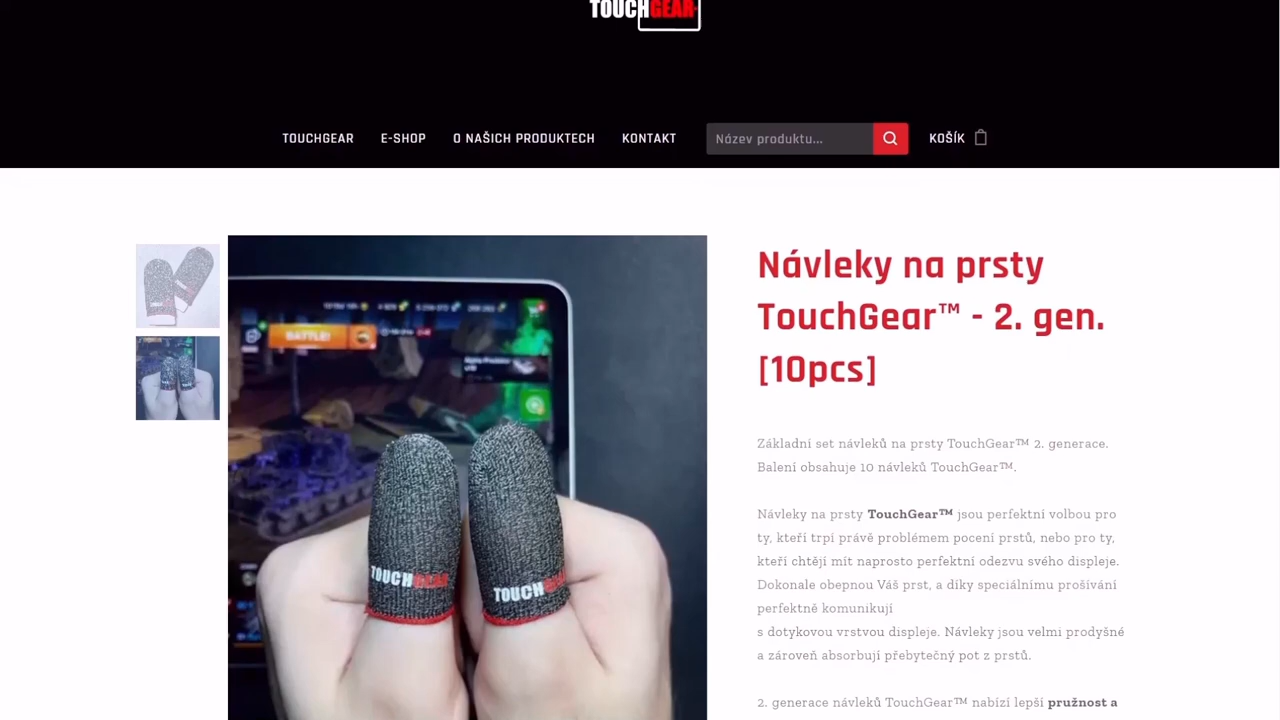 TOUCHGEAR
TOUCHGEAR
E-SHOP
O NAŠICH PRODUKTECH
KONTAKT
Název produktu...
KOŠÍK
Návleky na prsty
TouchGear™ - 2. gen.
[10pcs]
Základní set návleků na prsty TouchGear™ 2. generace.
Balení obsahuje 10 návleků TouchGear™.
Návleky na prsty TouchGear™ jsou perfektní volbou pro
ty, kteří trpí právě problémem pocení prstů, nebo pro ty,
kteří chtějí mít naprosto perfektní odezvu svého displeje.
Dokonale obepnou Váš prst, a díky speciálnímu prošívání
perfektně komunikují
s dotykovou vrstvou displeje. Návleky jsou velmi prodyšné
a zároveň absorbují přebytečný pot z prstů.
2. generace návleků TouchGear™ nabízí lepší pružnost a
BATTLE!
TOUCHGEAR
TOUCHGEAR